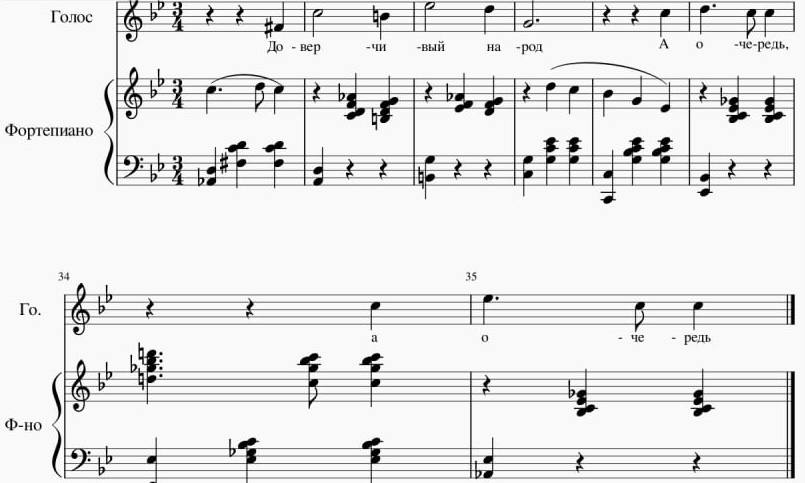 Голос
До - вер -чи -вый на -род А о -че-редь,
Фортепиано
34 35
Го.
а о - че - редь
Ф-но